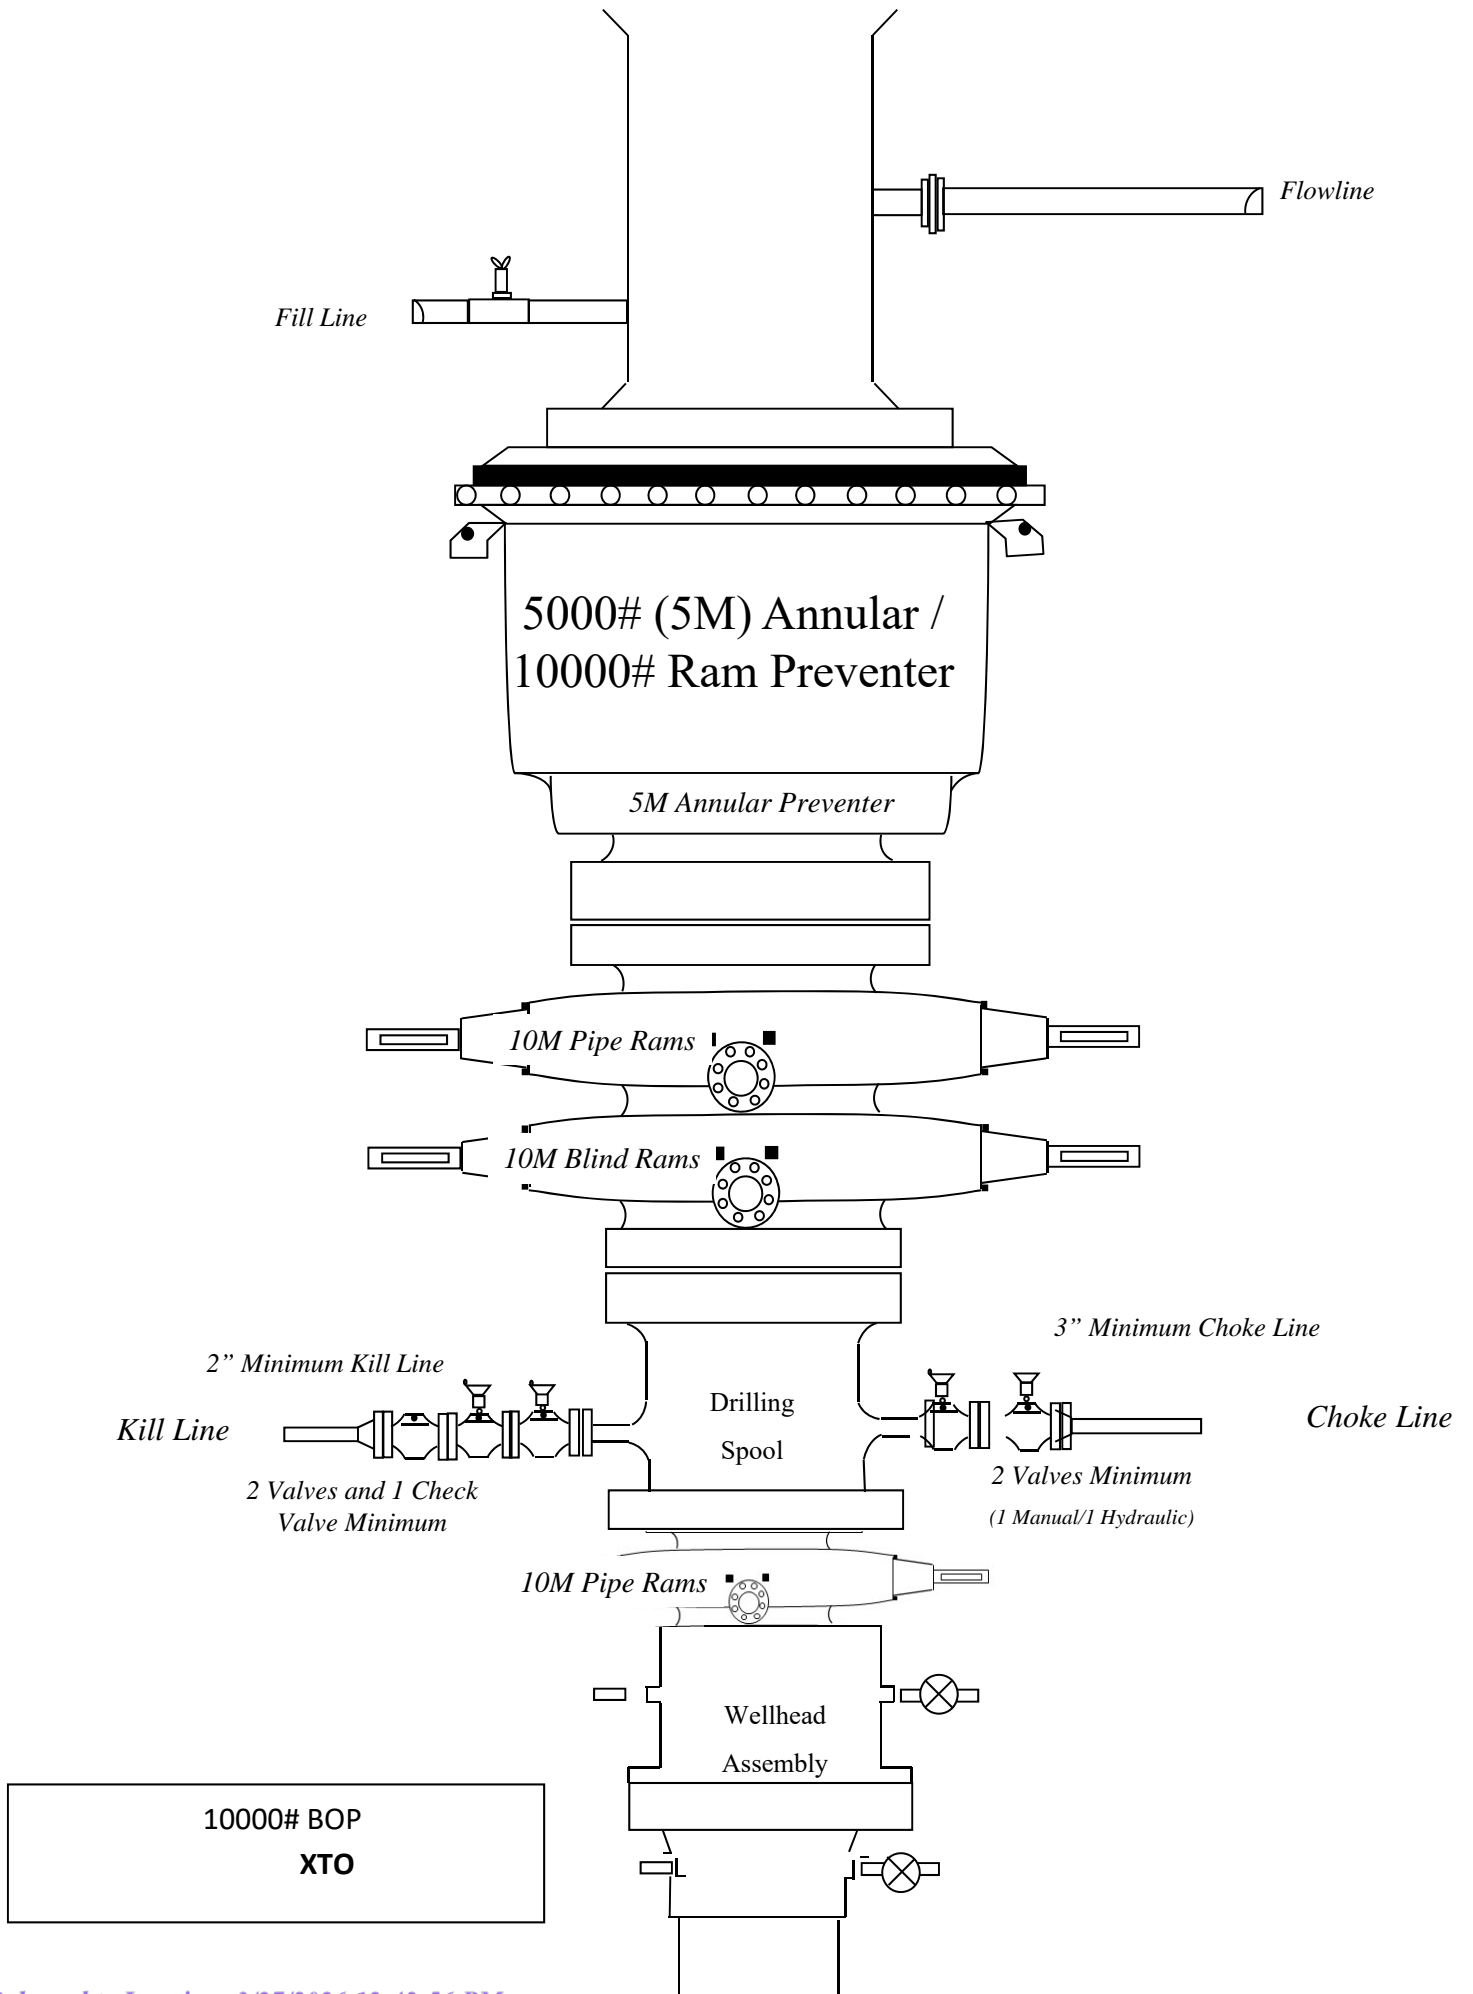 Flowline
Fill Line
5000# (5M) Annular /
10000# Ram Preventer
5M Annular Preventer
10M Pipe Rams
10M Blind Rams
3” Minimum Choke Line
2” Minimum Kill Line
Drilling
Spool
Kill Line
Choke Line
2 Valves and 1 Check
Valve Minimum
2 Valves Minimum
(1 Manual/1 Hydraulic)
10M Pipe Rams
Wellhead
Assembly
10000# BOP
XTO